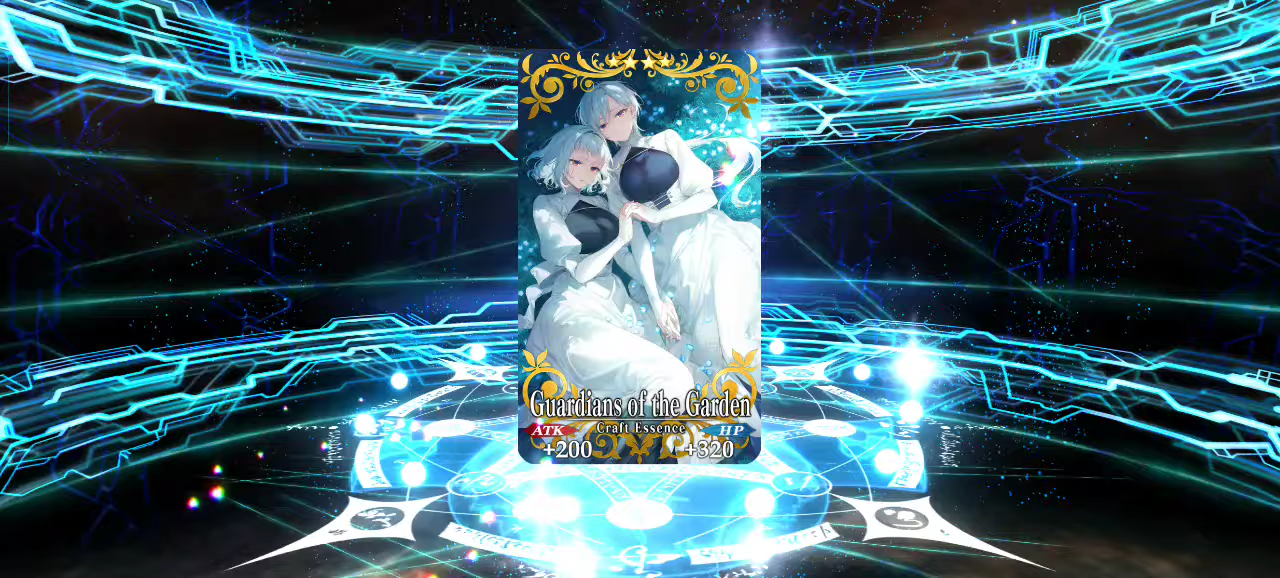 Guardians of the Garden
Craft Essence
ATK HP
+200 +320